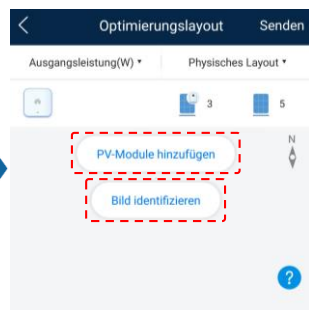 Optimierungslayout Senden
Ausgangsleistung(W) Physisches Layout
3 5
PV-Module hinzufügen
N
Bild identifizieren
?